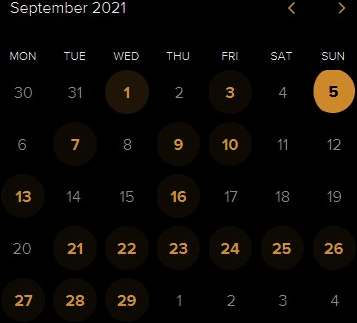 September 2021
MON TUE WED THU FRI SAT SUN
30 31 1 2 3 4 5
6 7 8 9 10 11 12
13 14 15 16 17 18 19
20 21 22 23 24 25 26
27 28 29 1 2 3 4